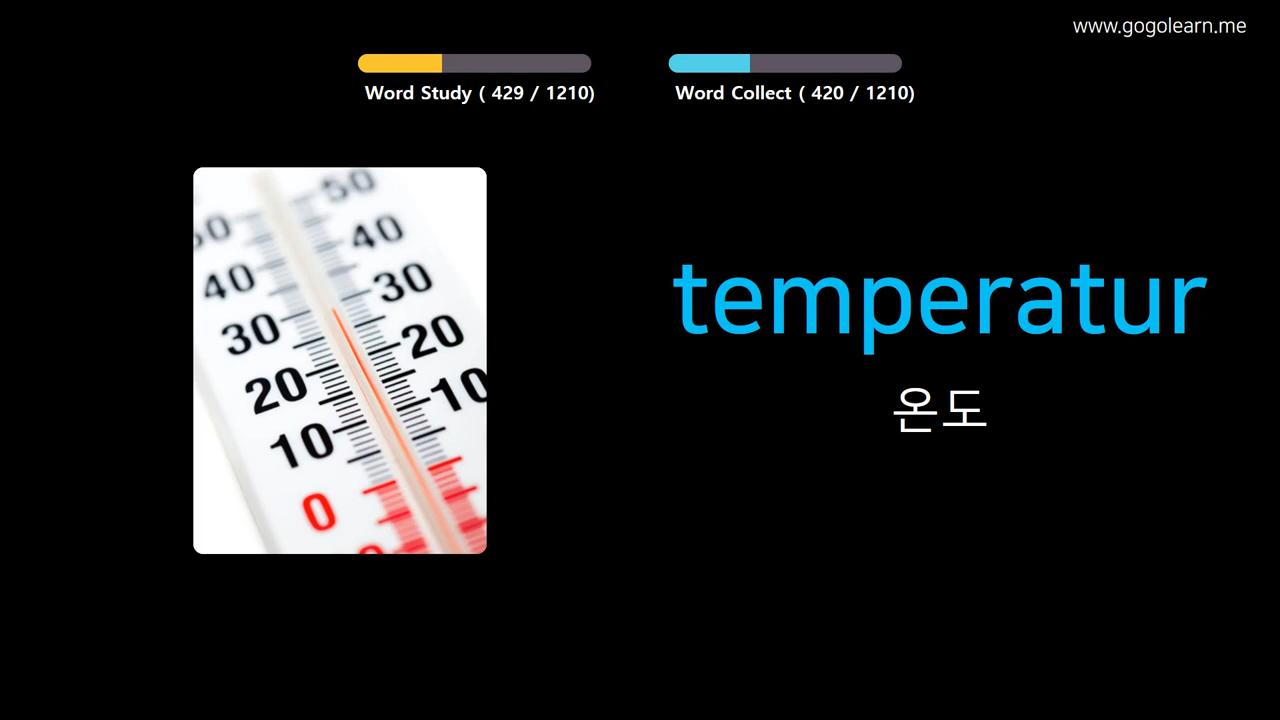 www.gogolearn.me
Word Study ( 429 / 1210)
Word Collect ( 420 / 1210)
50
50
40
40
30
30
20
20
10
10
0
temperatur
온도